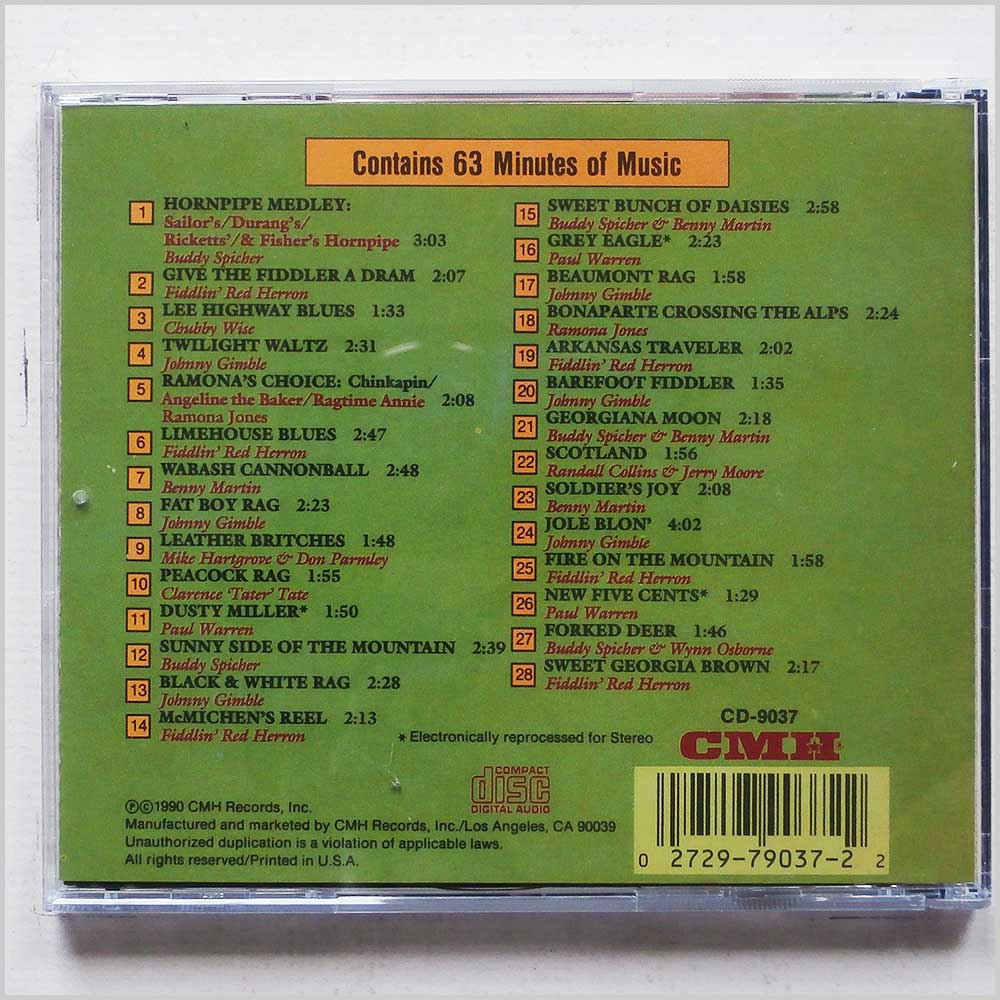 Contains 63 Minutes of Music
1 HORNPIPE MEDLEY:
Sailor's/Durang's/
Ricketts'/& Fisher's Hornpipe 3:03
Buddy Spicher
2 GIVE THE FIDDLER A DRAM 2:07
Fiddlin' Red Herron
3 LEE HIGHWAY BLUES 1:33
Chubby Wise
4 TWILIGHT WALTZ 2:31
Johnny Gimble
5 RAMONA'S CHOICE: Chinkapin/
Angeline the Baker/Ragtime Annie 2:08
Ramona Jones
6 LIMEHOUSE BLUES 2:47
Fiddlin' Red Herron
7 WABASH CANNONBALL 2:48
Benny Martin
8 FAT BOY RAG 2:23
Johnny Gimble
9 LEATHER BRITCHES 1:48
Mike Hartgrove & Don Parmley
10 PEACOCK RAG 1:55
Clarence 'Tater' Tate
11 DUSTY MILLER* 1:50
Paul Warren
12 SUNNY SIDE OF THE MOUNTAIN 2:39
Buddy Spicher
13 BLACK & WHITE RAG 2:28
Johnny Gimble
14 McMICHEN'S REEL 2:13
Fiddlin' Red Herron
15 SWEET BUNCH OF DAISIES 2:58
Buddy Spicher & Benny Martin
16 GREY EAGLE* 2:23
Paul Warren
17 BEAUMONT RAG 1:58
Johnny Gimble
18 BONAPARTE CROSSING THE ALPS 2:24
Ramona Jones
19 ARKANSAS TRAVELER 2:02
Fiddlin' Red Herron
20 BAREFOOT FIDDLER 1:35
Johnny Gimble
21 GEORGIANA MOON 2:18
Buddy Spicher & Benny Martin
22 SCOTLAND 1:56
Randall Collins & Jerry Moore
23 SOLDIER'S JOY 2:08
Benny Martin
24 JOLE BLON' 4:02
Johnny Gimble
25 FIRE ON THE MOUNTAIN 1:58
Fiddlin' Red Herron
26 NEW FIVE CENTS* 1:29
Paul Warren
27 FORKED DEER 1:46
Buddy Spicher & Wynn Osborne
28 SWEET GEORGIA BROWN 2:17
Fiddlin' Red Herron
* Electronically reprocessed for Stereo
CD-9037
CMH
COMPACT
disc
DIGITAL AUDIO
℗©1990 CMH Records, Inc.
Manufactured and marketed by CMH Records, Inc./Los Angeles, CA 90039
Unauthorized duplication is a violation of applicable laws.
All rights reserved/Printed in U.S.A.
0 2729-79037-2 2